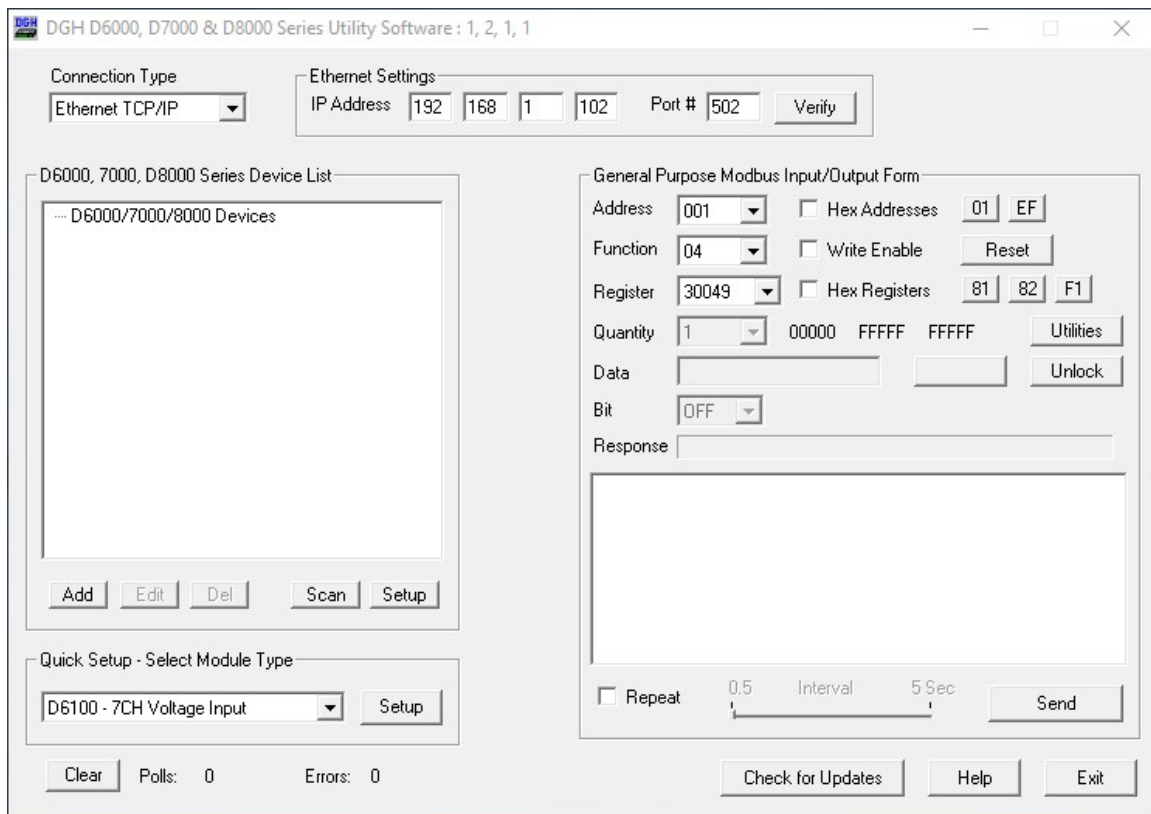 DGH D6000, D7000 & D8000 Series Utility Software : 1, 2, 1, 1
Connection Type
Ethernet TCP/IP
Ethernet Settings
IP Address 192 168 1 102 Port # 502 Verify
D6000, 7000, D8000 Series Device List
D6000/7000/8000 Devices
Add Edit Del Scan Setup
Quick Setup - Select Module Type
D6100 - 7CH Voltage Input Setup
Clear Polls: 0 Errors: 0
General Purpose Modbus Input/Output Form
Address 001 Hex Addresses 01 EF
Function 04 Write Enable Reset
Register 30049 Hex Registers 81 82 F1
Quantity 1 00000 FFFFF FFFFF Utilities
Data Unlock
Bit OFF
Response
Repeat 0.5 Interval 5 Sec Send
Check for Updates Help Exit